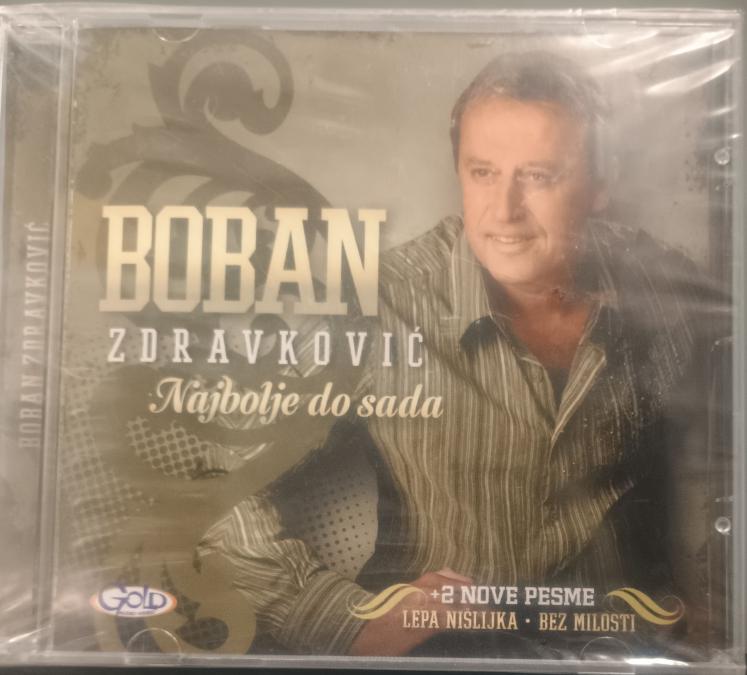 BOBAN
ZDRAVKOVIĆ
Najbolje do sada
BOBAN ZDRAVKOVIĆ
GOLD
+2 NOVE PESME
LEPA NIŠLIJKA • BEZ MILOSTI